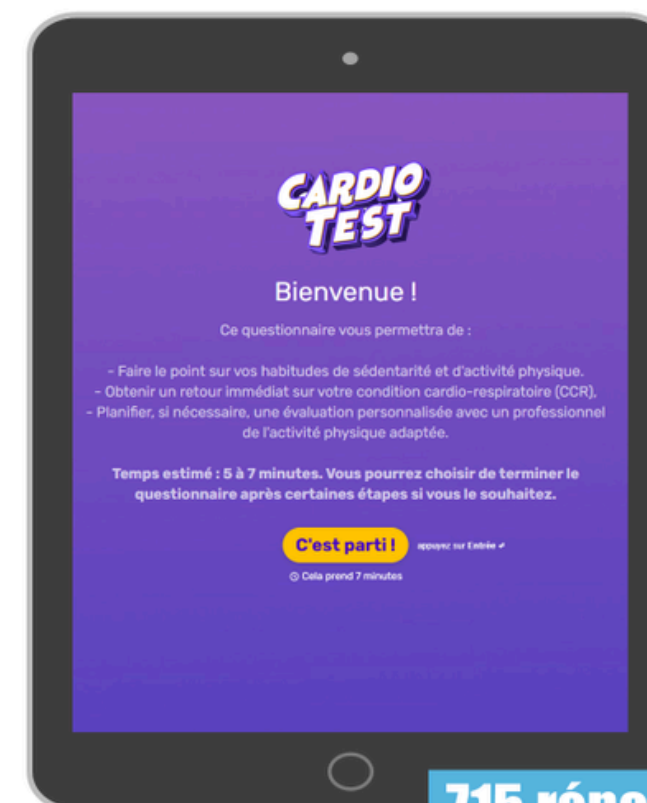 CARDIO
TEST
Bienvenue !
Ce questionnaire vous permettra de :
- Faire le point sur vos habitudes de sédentarité et d'activité physique.
- Obtenir un retour immédiat sur votre condition cardio-respiratoire (CCR),
- Planifier, si nécessaire, une évaluation personnalisée avec un professionnel
de l'activité physique adaptée.
Temps estimé : 5 à 7 minutes. Vous pourrez choisir de terminer le
questionnaire après certaines étapes si vous le souhaitez.
C'est parti ! appuyez sur Entrée ↵
Cela prend 7 minutes
715